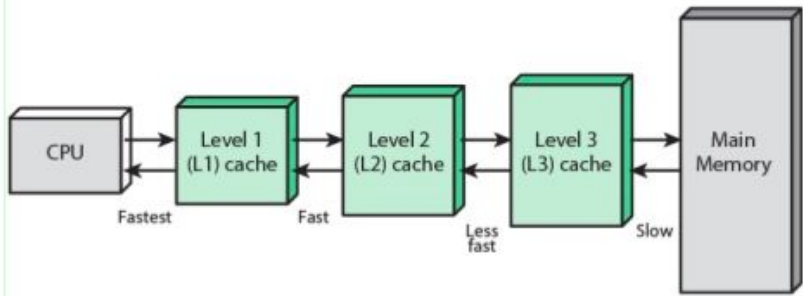 CPU
Level 1
(L1) cache
Level 2
(L2) cache
Level 3
(L3) cache
Main
Memory
Fastest
Fast
Less
fast
Slow